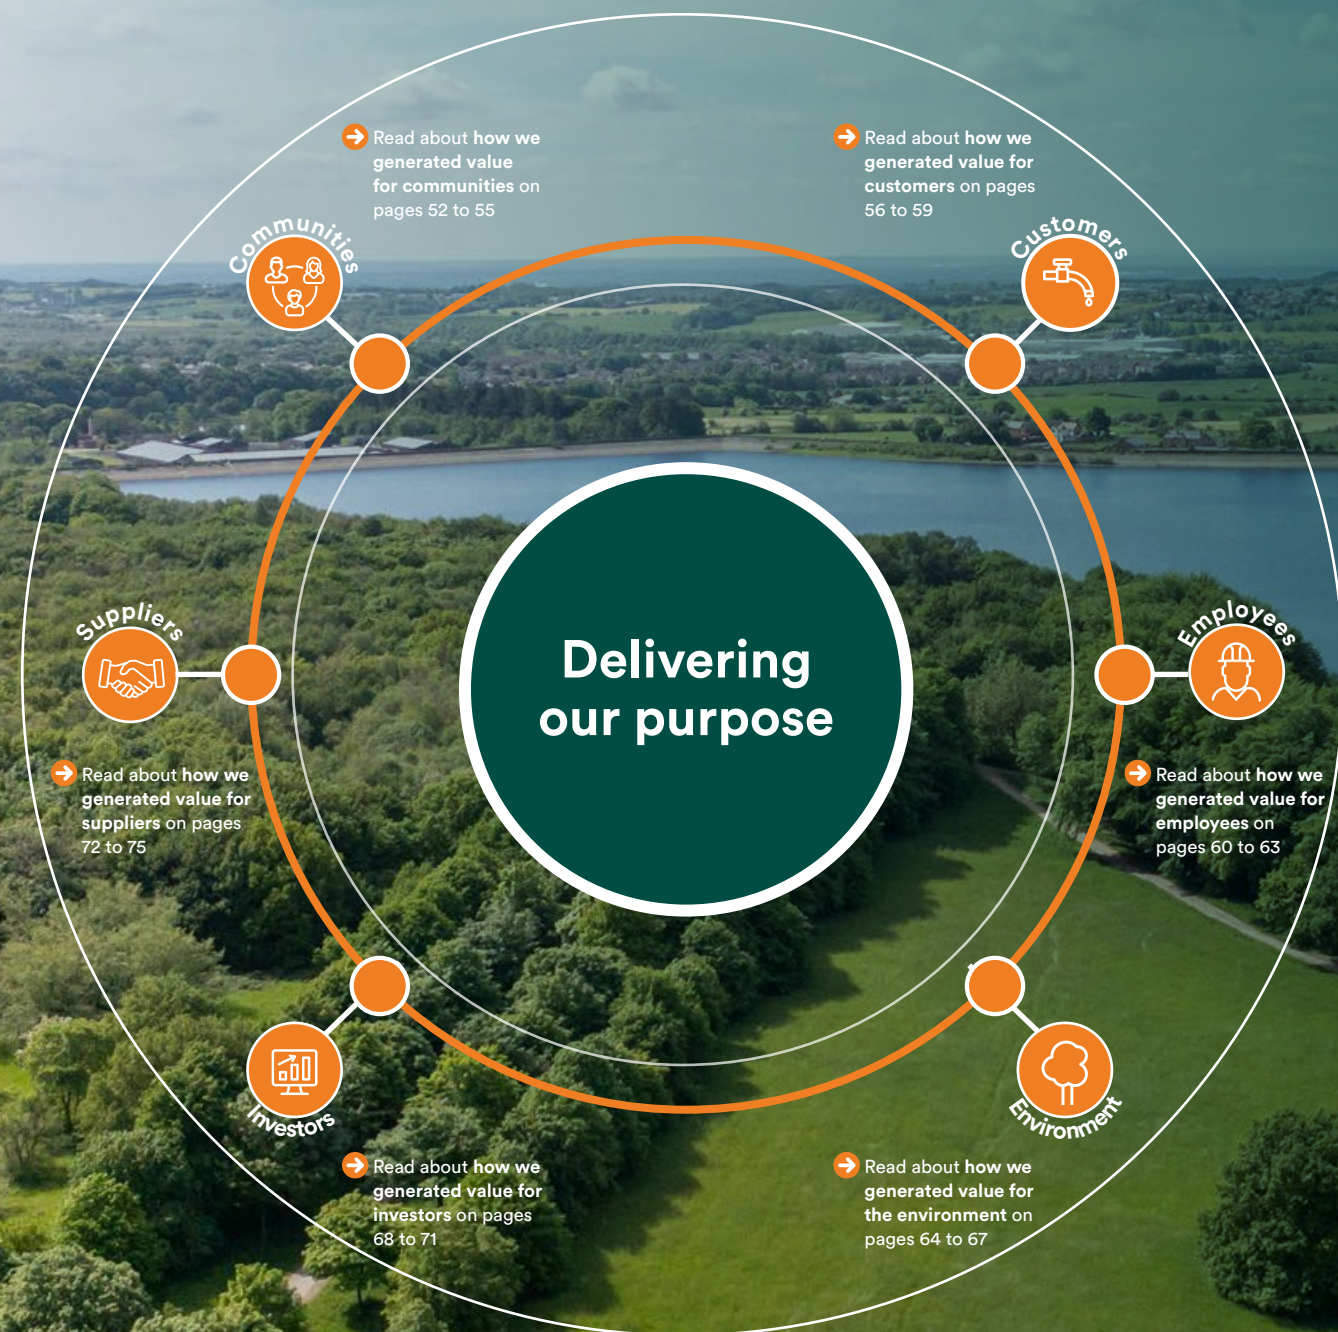 Read about how we
generated value
for communities on
pages 52 to 55
Read about how we
generated value for
customers on pages
56 to 59
Communities
Customers
Suppliers
Employees
Delivering
our purpose
Read about how we
generated value for
suppliers on pages
72 to 75
Read about how we
generated value for
employees on
pages 60 to 63
Investors
Environment
Read about how we
generated value for
investors on pages
68 to 71
Read about how we
generated value for
the environment on
pages 64 to 67